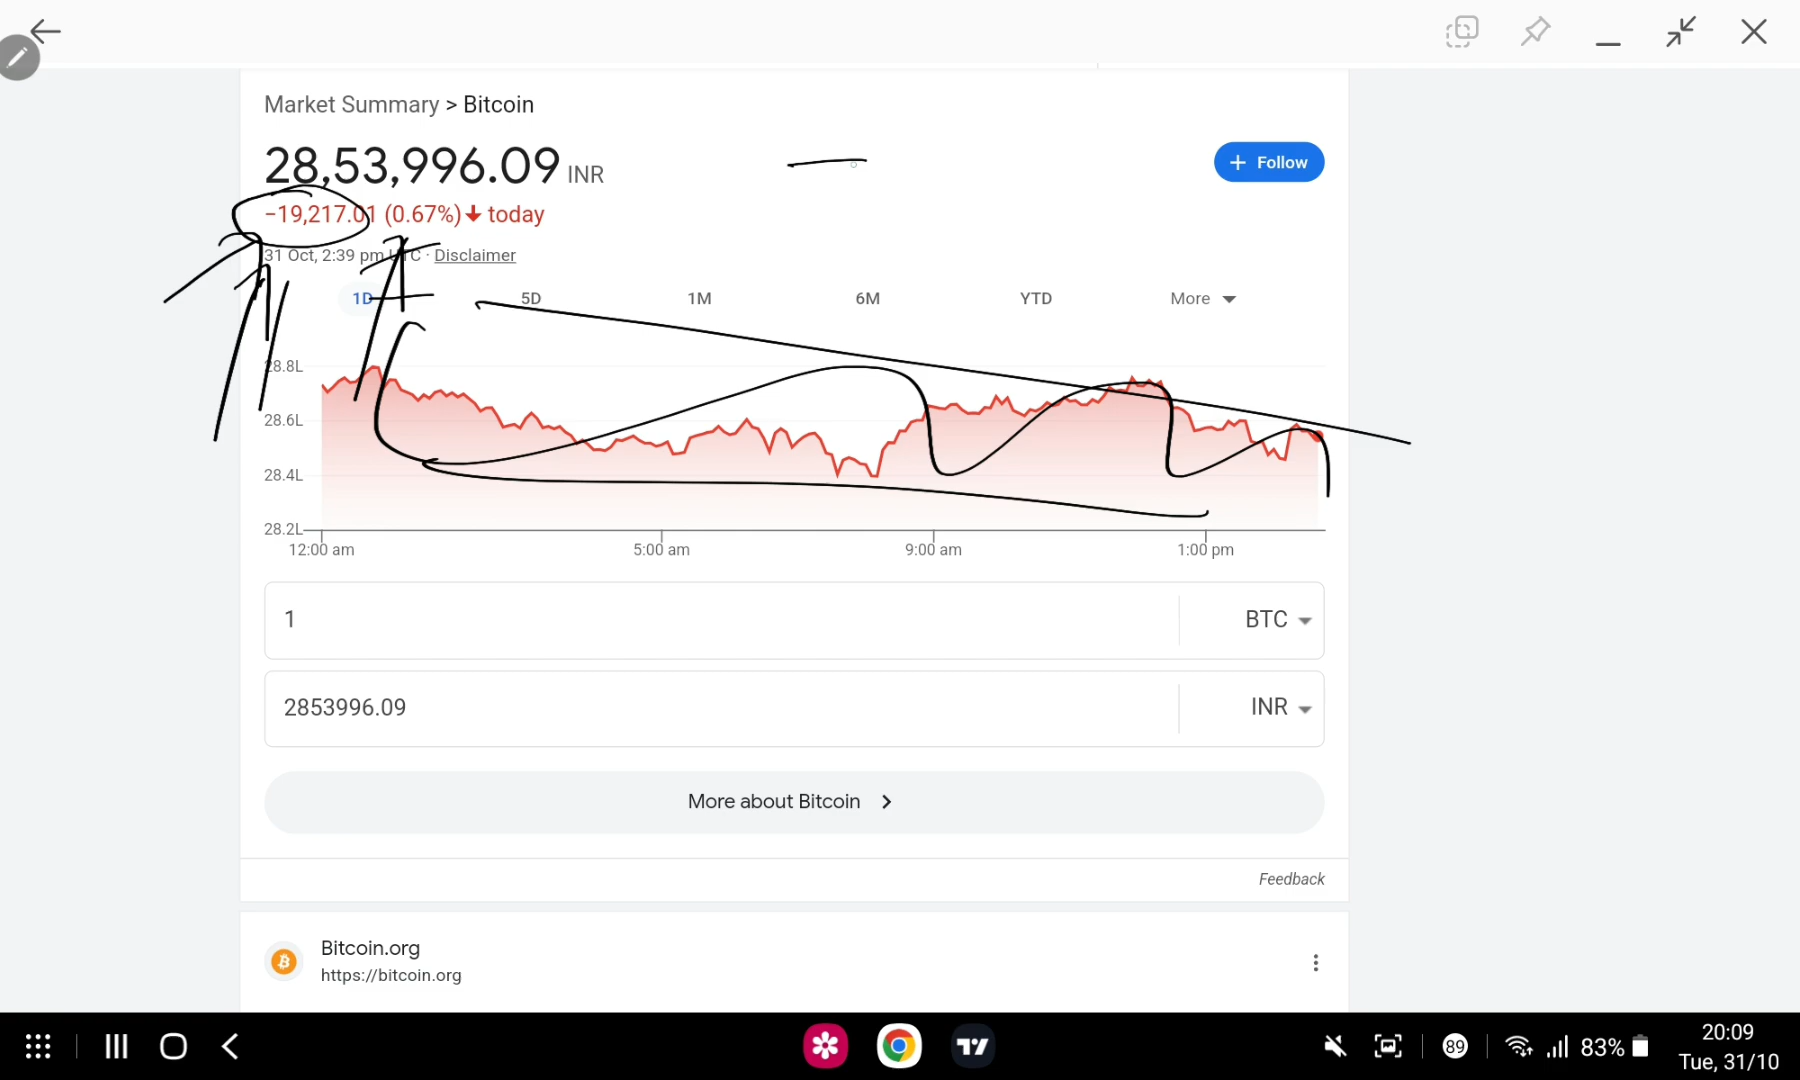 Market Summary > Bitcoin
28,53,996.09 INR
+ Follow
−19,217.01 (0.67%) today
31 Oct, 2:39 pm UTC · Disclaimer
1D 5D 1M 6M YTD More
28.8L
28.6L
28.4L
28.2L
12:00 am 5:00 am 9:00 am 1:00 pm
1 BTC
2853996.09 INR
More about Bitcoin
Feedback
Bitcoin.org
https://bitcoin.org
89 83% 20:09
Tue, 31/10